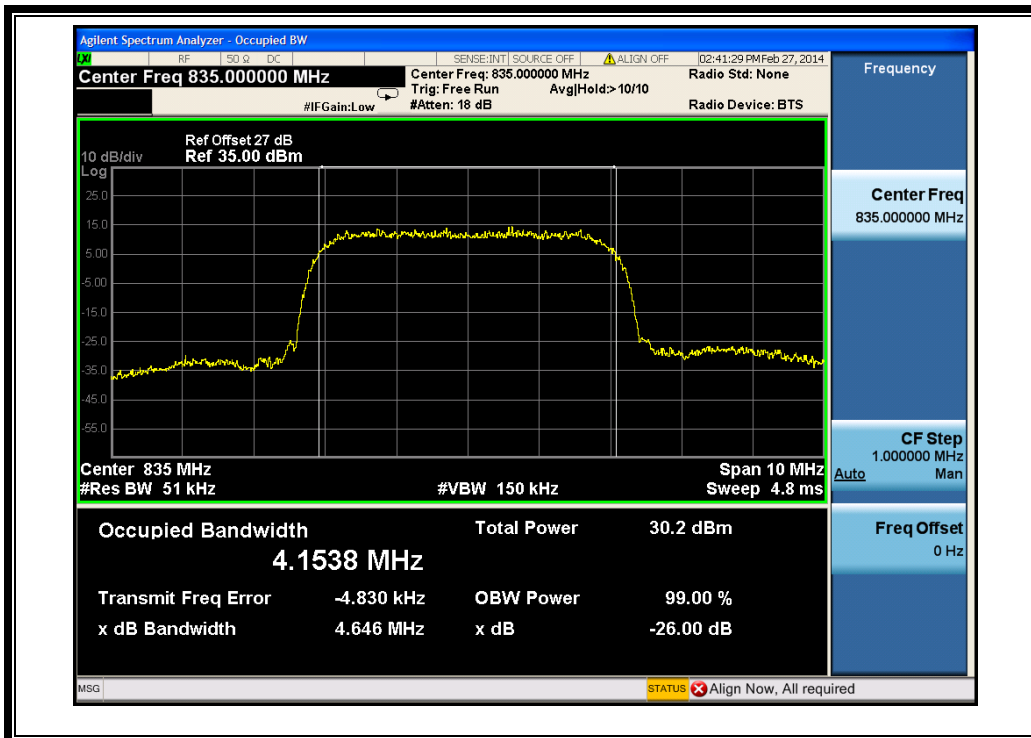 Agilent Spectrum Analyzer - Occupied BW
LXI RF 50 Ω DC SENSE:INT SOURCE OFF ALIGN OFF 02:41:29 PM Feb 27, 2014
Center Freq 835.000000 MHz
Center Freq: 835.000000 MHz
Radio Std: None
Trig: Free Run Avg|Hold:>10/10
#IFGain:Low
#Atten: 18 dB
Radio Device: BTS
Ref Offset 27 dB
10 dB/div Ref 35.00 dBm
Log
25.0
15.0
5.00
-5.00
-15.0
-25.0
-35.0
-45.0
-55.0
Center 835 MHz
Span 10 MHz
#Res BW 51 kHz
#VBW 150 kHz
Sweep 4.8 ms
Occupied Bandwidth
4.1538 MHz
Total Power 30.2 dBm
Transmit Freq Error -4.830 kHz
OBW Power 99.00 %
x dB Bandwidth 4.646 MHz
x dB -26.00 dB
Frequency
Center Freq
835.000000 MHz
CF Step
1.000000 MHz
Auto Man
Freq Offset
0 Hz
MSG
STATUS Align Now, All required